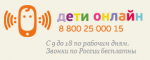 дети онлайн
8 800 25 000 15
С 9 до 18 по рабочим дням.
Звонки по России бесплатны